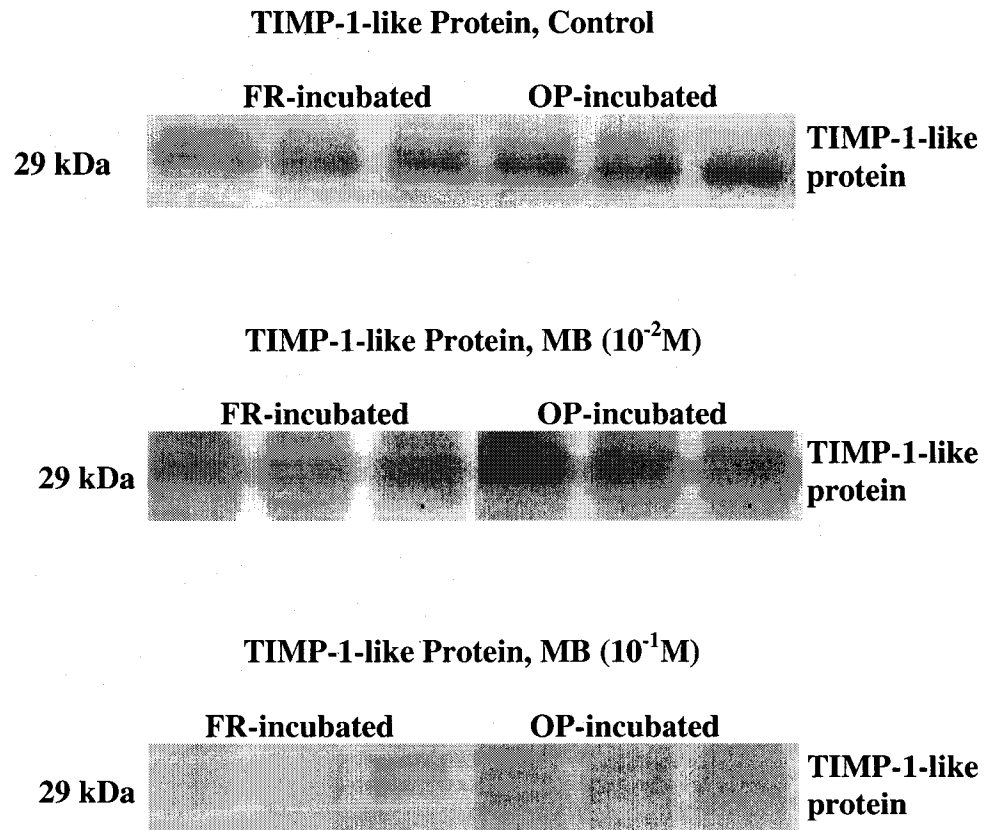 TIMP-1-like Protein, Control
FR-incubated OP-incubated
29 kDa
TIMP-1-like
protein
TIMP-1-like Protein, MB (10⁻²M)
FR-incubated OP-incubated
29 kDa
TIMP-1-like
protein
TIMP-1-like Protein, MB (10⁻¹M)
FR-incubated OP-incubated
29 kDa
TIMP-1-like
protein